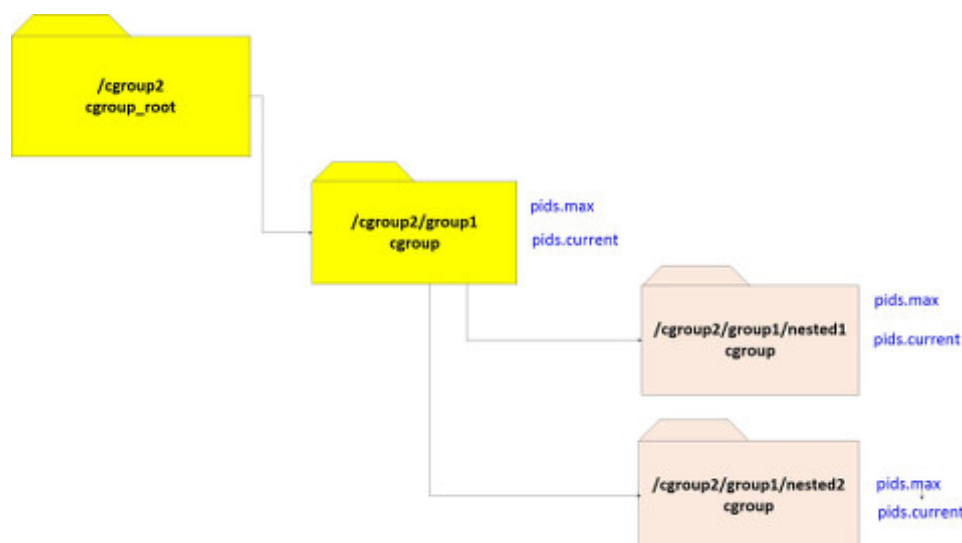 /cgroup2
cgroup_root
/cgroup2/group1
cgroup
pids.max
pids.current
/cgroup2/group1/nested1
cgroup
pids.max
pids.current
/cgroup2/group1/nested2
cgroup
pids.max
pids.current